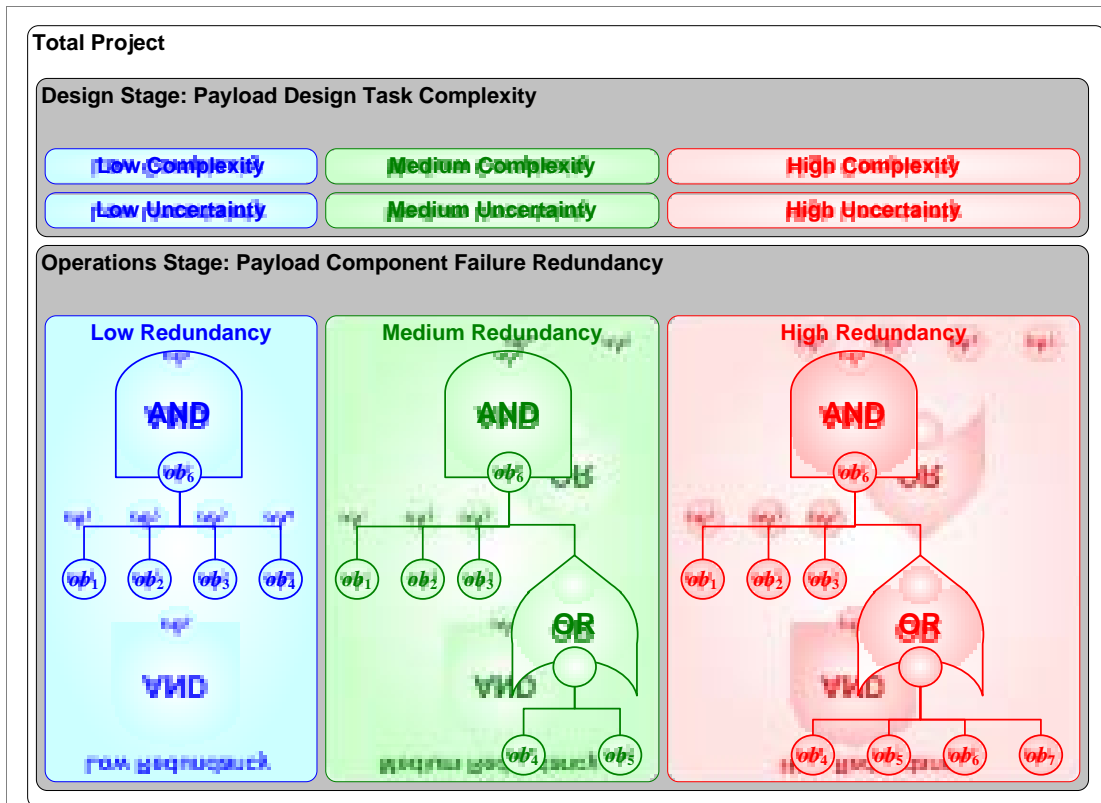 Total Project
Design Stage: Payload Design Task Complexity
Low Complexity
Medium Complexity
High Complexity
Low Uncertainty
Medium Uncertainty
High Uncertainty
Operations Stage: Payload Component Failure Redundancy
Low Redundancy
Medium Redundancy
High Redundancy
AND
AND
AND
ob6
ob6
ob6
ob1
ob2
ob3
ob4
ob1
ob2
ob3
ob1
ob2
ob3
OR
OR
ob4
ob5
ob4
ob5
ob6
ob7